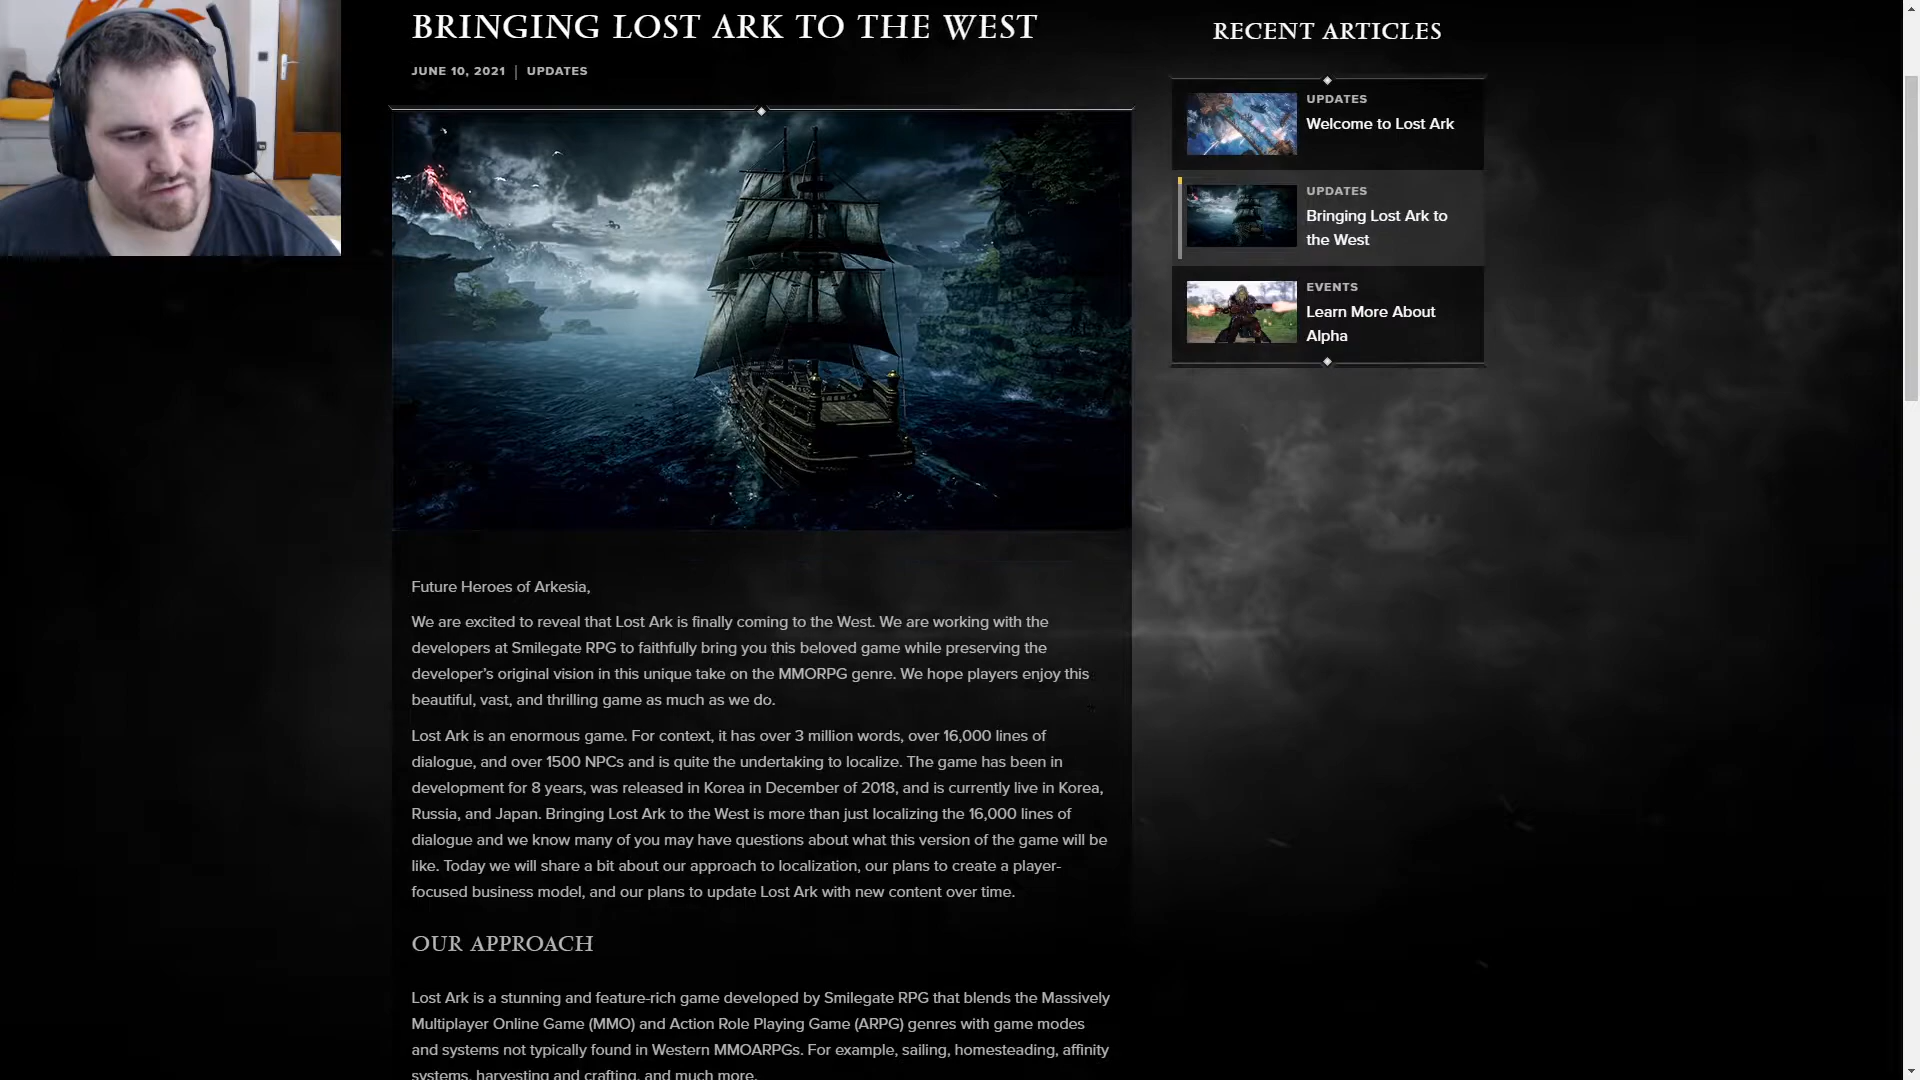 BRINGING LOST ARK TO THE WEST
JUNE 10, 2021 | UPDATES
Future Heroes of Arkesia,
We are excited to reveal that Lost Ark is finally coming to the West. We are working with the
developers at Smilegate RPG to faithfully bring you this beloved game while preserving the
developer’s original vision in this unique take on the MMORPG genre. We hope players enjoy this
beautiful, vast, and thrilling game as much as we do.
Lost Ark is an enormous game. For context, it has over 3 million words, over 16,000 lines of
dialogue, and over 1500 NPCs and is quite the undertaking to localize. The game has been in
development for 8 years, was released in Korea in December of 2018, and is currently live in Korea,
Russia, and Japan. Bringing Lost Ark to the West is more than just localizing the 16,000 lines of
dialogue and we know many of you may have questions about what this version of the game will be
like. Today we will share a bit about our approach to localization, our plans to create a player-
focused business model, and our plans to update Lost Ark with new content over time.
OUR APPROACH
Lost Ark is a stunning and feature-rich game developed by Smilegate RPG that blends the Massively
Multiplayer Online Game (MMO) and Action Role Playing Game (ARPG) genres with game modes
and systems not typically found in Western MMOARPGs. For example, sailing, homesteading, affinity
systems, harvesting and crafting, and much more.
RECENT ARTICLES
UPDATES
Welcome to Lost Ark
UPDATES
Bringing Lost Ark to
the West
EVENTS
Learn More About
Alpha